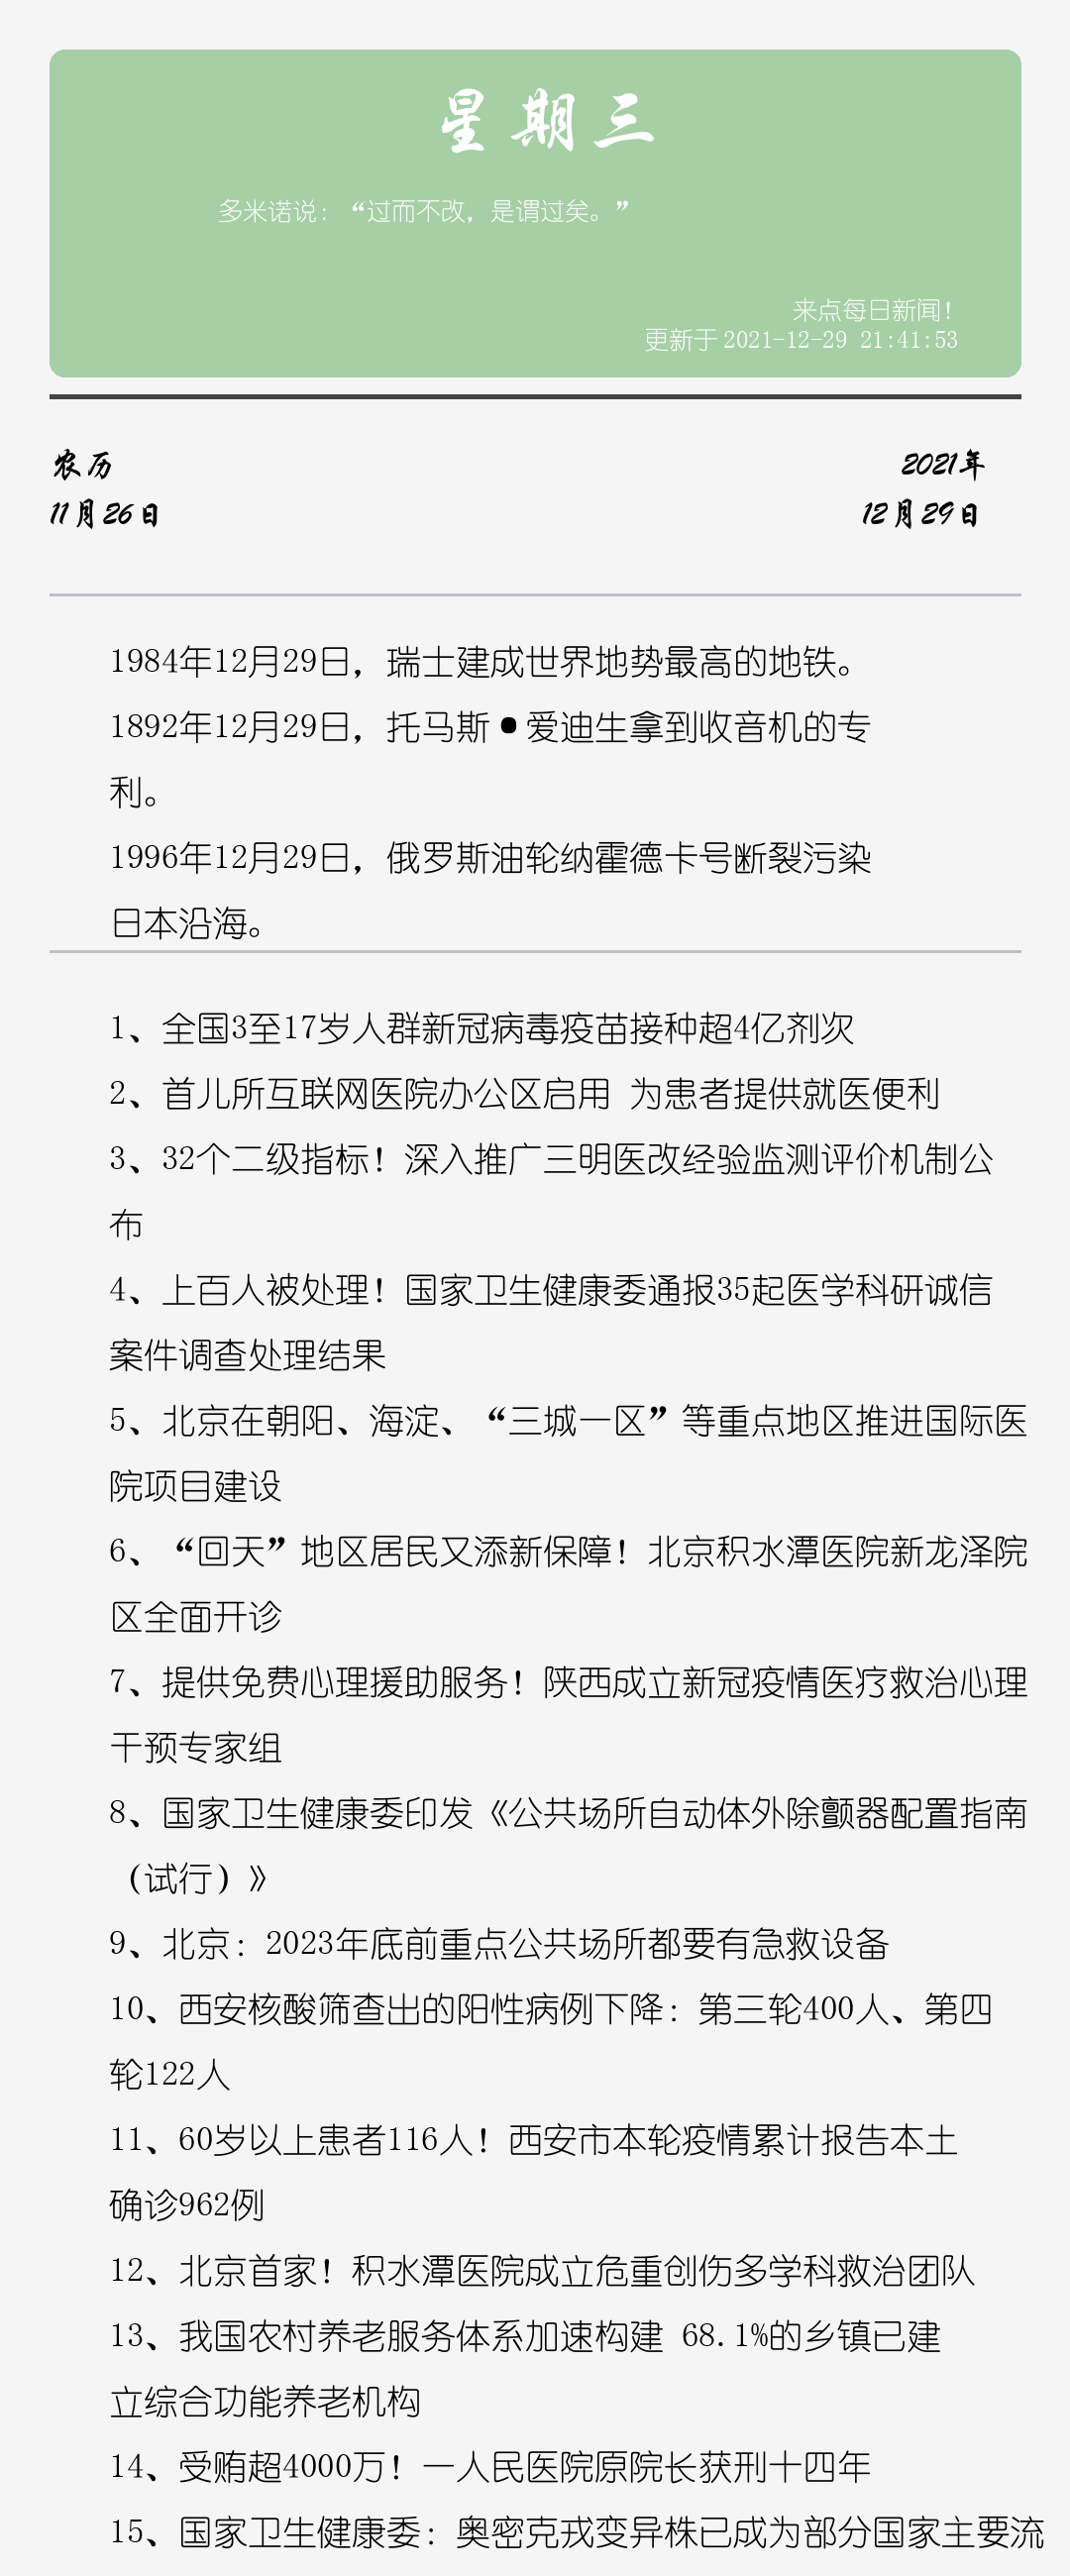 星期三
多米诺说：“过而不改，是谓过矣。”
来点每日新闻！
更新于 2021-12-29 21:41:53
农历
2021年
11月26日
12月29日
1984年12月29日，瑞士建成世界地势最高的地铁。
1892年12月29日，托马斯•爱迪生拿到收音机的专
利。
1996年12月29日，俄罗斯油轮纳霍德卡号断裂污染
日本沿海。
1、全国3至17岁人群新冠病毒疫苗接种超4亿剂次
2、首儿所互联网医院办公区启用 为患者提供就医便利
3、32个二级指标！深入推广三明医改经验监测评价机制公
布
4、上百人被处理！国家卫生健康委通报35起医学科研诚信
案件调查处理结果
5、北京在朝阳、海淀、“三城一区”等重点地区推进国际医
院项目建设
6、“回天”地区居民又添新保障！北京积水潭医院新龙泽院
区全面开诊
7、提供免费心理援助服务！陕西成立新冠疫情医疗救治心理
干预专家组
8、国家卫生健康委印发《公共场所自动体外除颤器配置指南
（试行）》
9、北京：2023年底前重点公共场所都要有急救设备
10、西安核酸筛查出的阳性病例下降：第三轮400人、第四
轮122人
11、60岁以上患者116人！西安市本轮疫情累计报告本土
确诊962例
12、北京首家！积水潭医院成立危重创伤多学科救治团队
13、我国农村养老服务体系加速构建 68.1%的乡镇已建
立综合功能养老机构
14、受贿超4000万！一人民医院原院长获刑十四年
15、国家卫生健康委：奥密克戎变异株已成为部分国家主要流